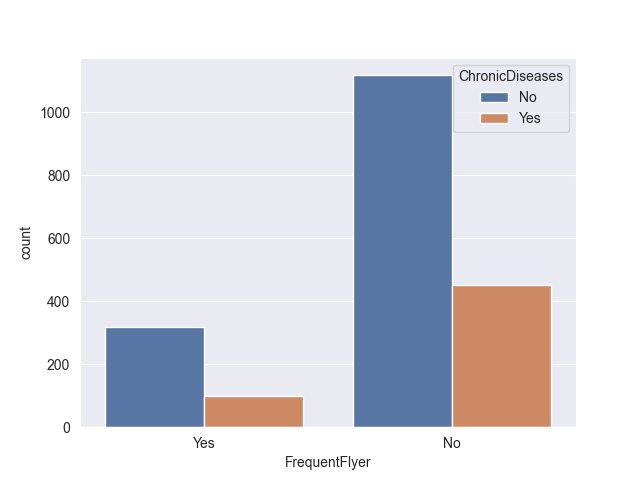 ChronicDiseases
No
Yes
1000
800
600
400
200
0
count
Yes No
FrequentFlyer